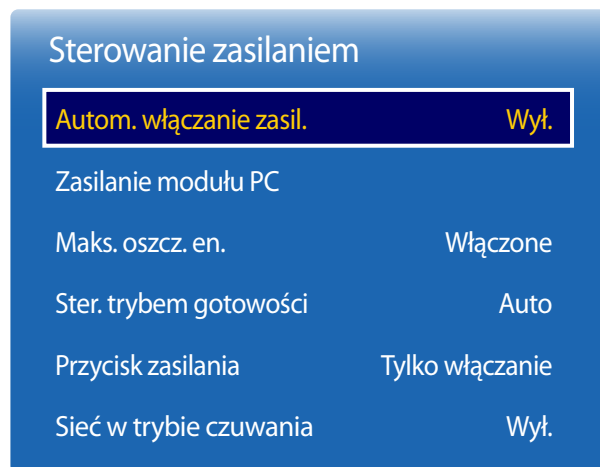 Sterowanie zasilaniem
Autom. włączanie zasil. Wył.
Zasilanie modułu PC
Maks. oszcz. en. Włączone
Ster. trybem gotowości Auto
Przycisk zasilania Tylko włączanie
Sieć w trybie czuwania Wył.